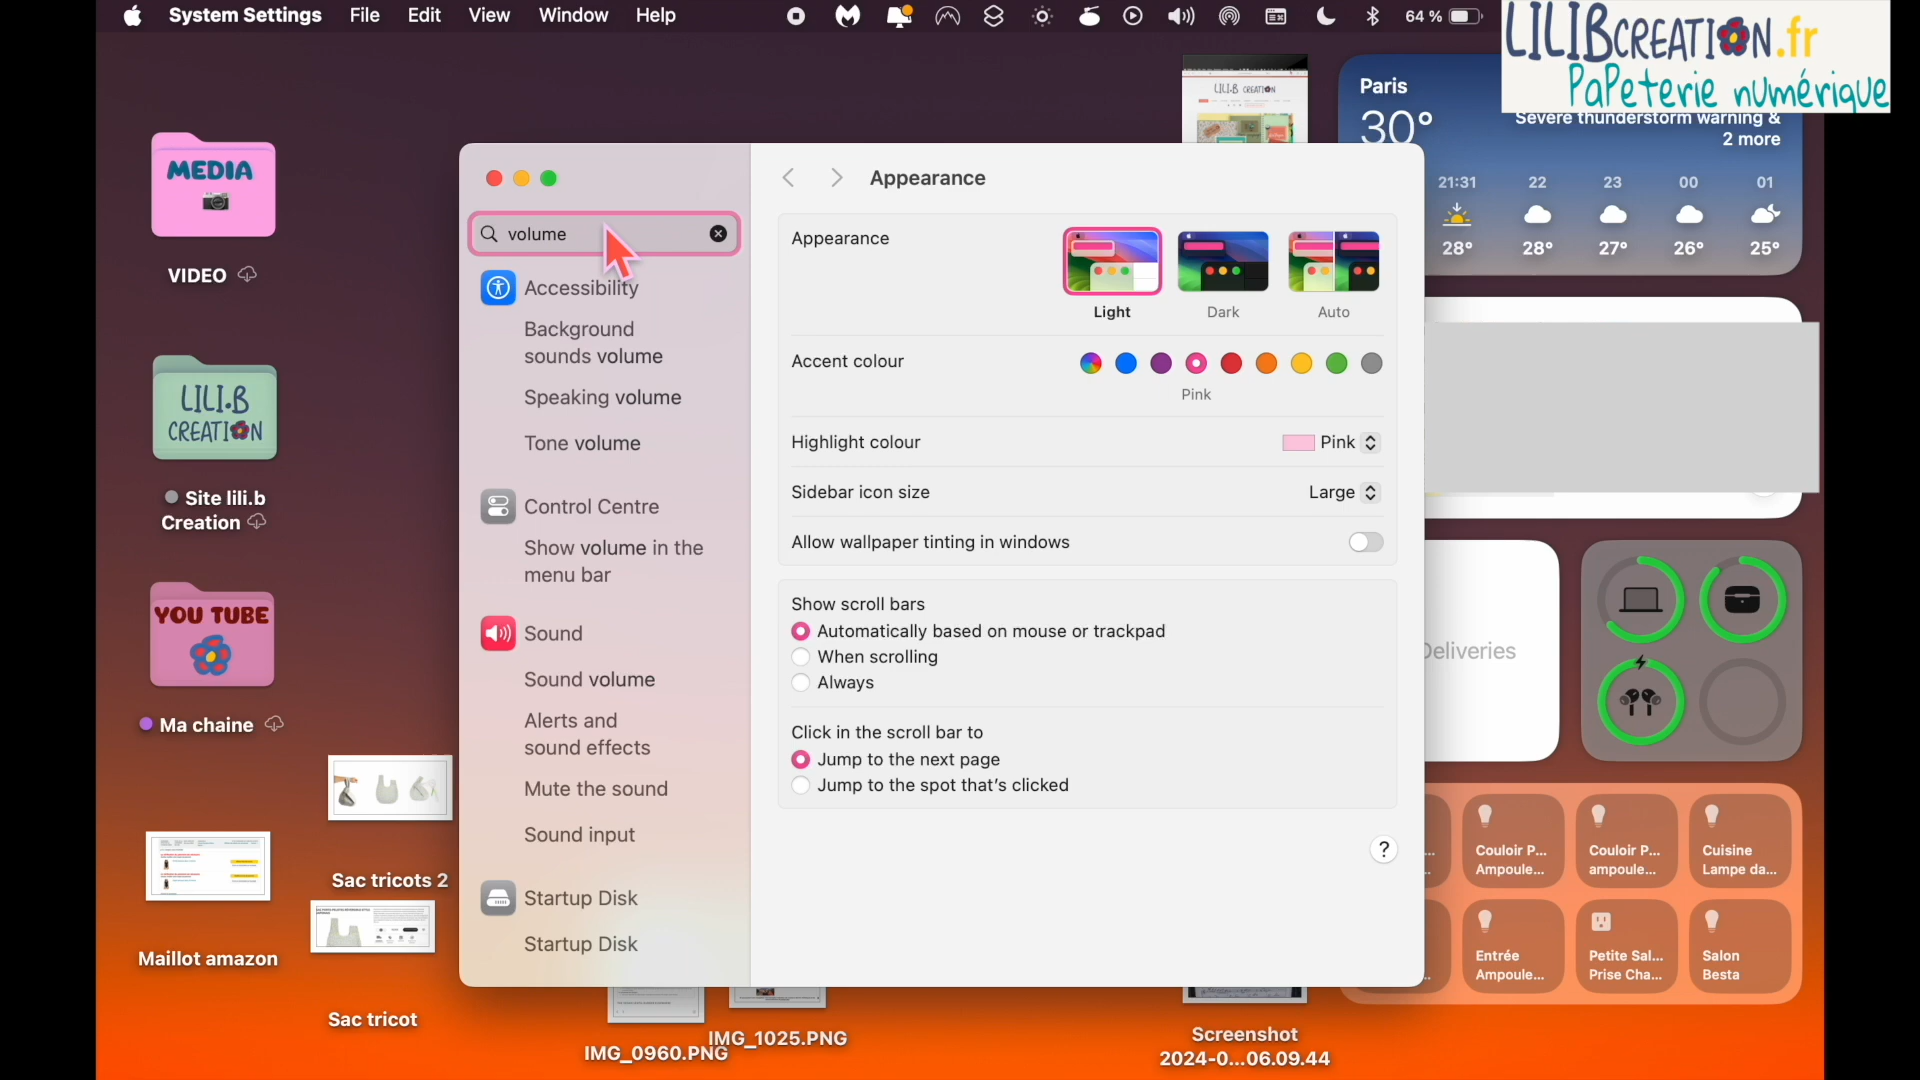 System Settings File Edit View Window Help
64 %
LILIBCREATION.fr
PaPeterie numérique
LILI.B CREATION
Paris
30°
Severe thunderstorm warning &
2 more
21:31 22 23 00 01
28° 28° 27° 26° 25°
MEDIA
VIDEO
LILI.B
CREATION
Site lili.b
Creation
YOU TUBE
Ma chaine
Sac tricots 2
Maillot amazon
Sac tricot
IMG_0960.PNG
IMG_1025.PNG
Screenshot
2024-0...06.09.44
volume
Accessibility
Background
sounds volume
Speaking volume
Tone volume
Control Centre
Show volume in the
menu bar
Sound
Sound volume
Alerts and
sound effects
Mute the sound
Sound input
Startup Disk
Startup Disk
Appearance
Appearance
Light Dark Auto
Accent colour
Pink
Highlight colour
Pink
Sidebar icon size
Large
Allow wallpaper tinting in windows
Show scroll bars
Automatically based on mouse or trackpad
When scrolling
Always
Click in the scroll bar to
Jump to the next page
Jump to the spot that's clicked
?
Deliveries
Couloir P...
Ampoule...
Couloir P...
ampoule...
Cuisine
Lampe da...
Entrée
Ampoule...
Petite Sal...
Prise Cha...
Salon
Besta